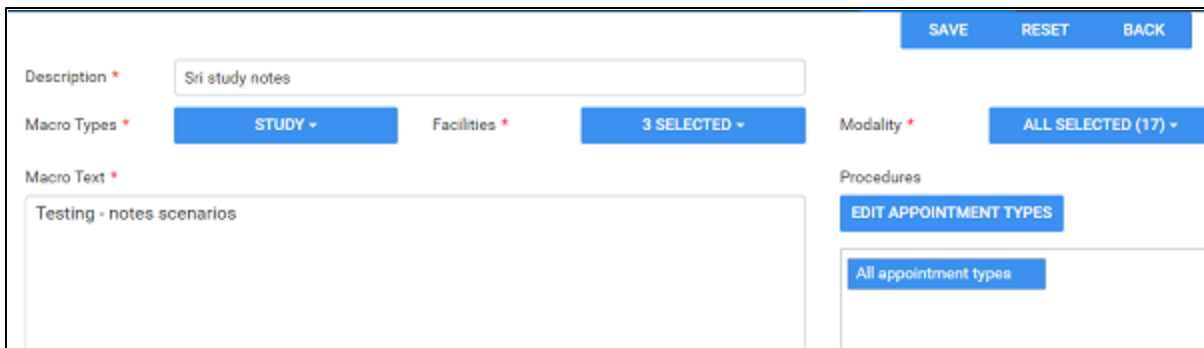 SAVE RESET BACK
Description * Sri study notes
Macro Types * STUDY Facilities * 3 SELECTED Modality * ALL SELECTED (17)
Macro Text * Procedures
Testing - notes scenarios EDIT APPOINTMENT TYPES
All appointment types